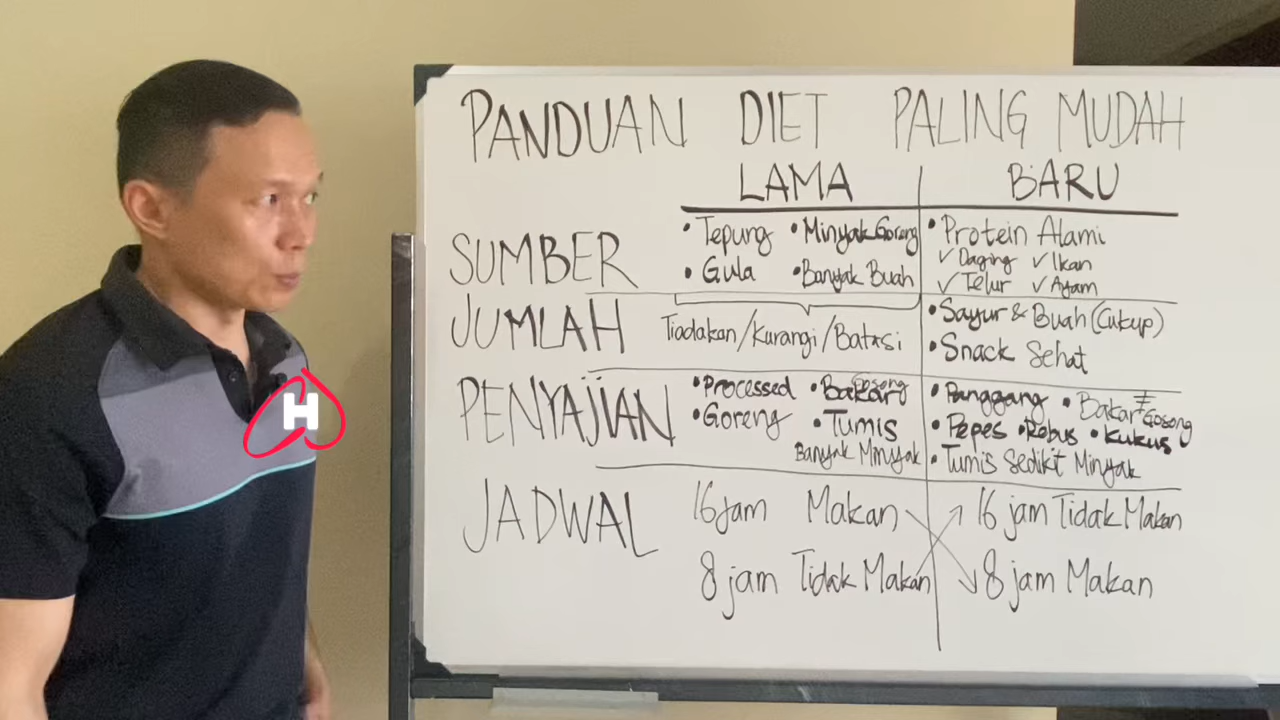 PANDUAN DIET PALING MUDAH
LAMA BARU
SUMBER
• Tepung • Minyak Goreng
• Gula • Banyak Buah
• Protein Alami
✓ Daging ✓ Ikan
✓ Telur ✓ Ayam
JUMLAH
Tiadakan/Kurangi/Batasi
• Sayur & Buah (Cukup)
• Snack Sehat
PENYAJIAN
• Processed • Bakar Gosong
• Goreng • Tumis
Banyak Minyak
• Panggang • Bakar ≠ Gosong
• Pepes • Rebus • Kukus
• Tumis Sedikit Minyak
JADWAL
16 jam Makan
8 jam Tidak Makan
16 jam Tidak Makan
8 jam Makan
H